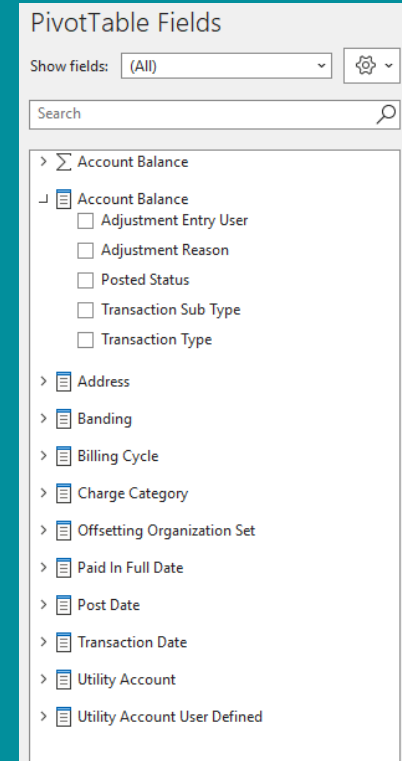 PivotTable Fields
Show fields: (All)
Search
Σ Account Balance
Account Balance
Adjustment Entry User
Adjustment Reason
Posted Status
Transaction Sub Type
Transaction Type
Address
Banding
Billing Cycle
Charge Category
Offsetting Organization Set
Paid In Full Date
Post Date
Transaction Date
Utility Account
Utility Account User Defined